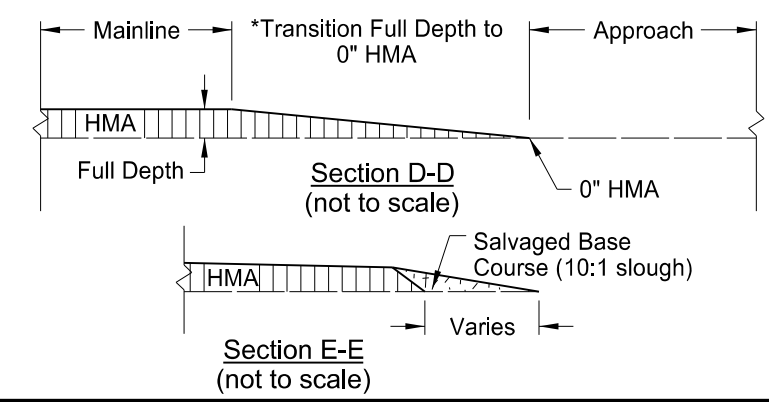 Mainline
*Transition Full Depth to
0" HMA
Approach
HMA
Full Depth
Section D-D
(not to scale)
0" HMA
Salvaged Base
Course (10:1 slough)
HMA
Varies
Section E-E
(not to scale)